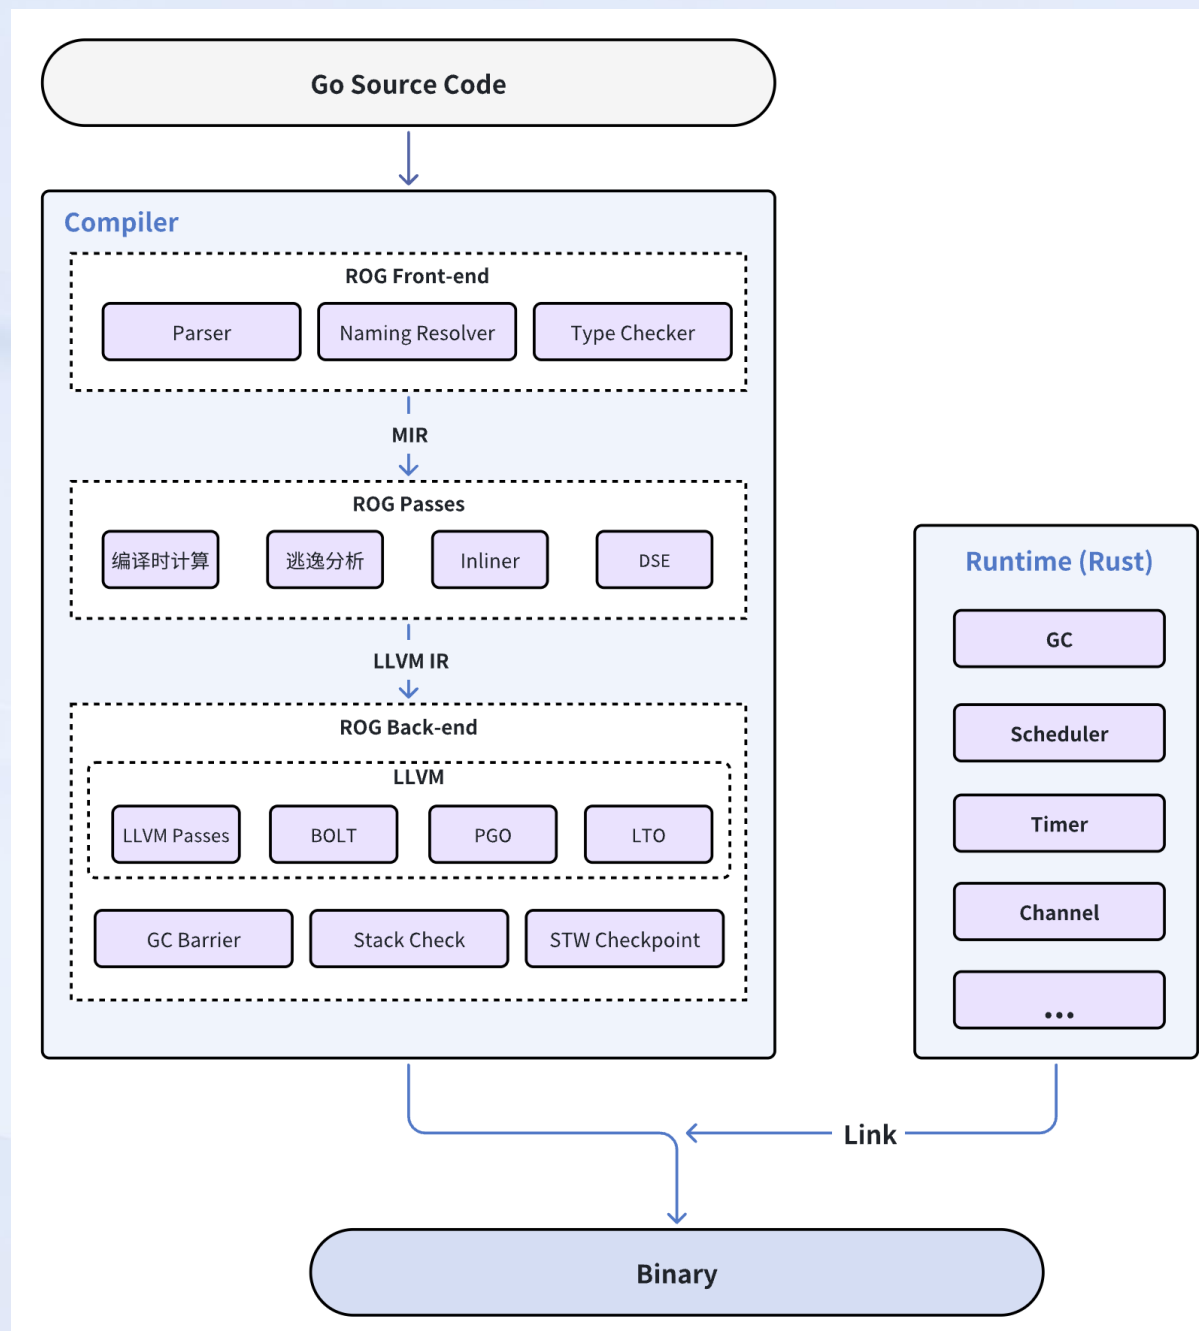 Go Source Code
Compiler
ROG Front-end
Parser
Naming Resolver
Type Checker
MIR
ROG Passes
编译时计算
逃逸分析
Inliner
DSE
LLVM IR
ROG Back-end
LLVM
LLVM Passes
BOLT
PGO
LTO
GC Barrier
Stack Check
STW Checkpoint
Runtime (Rust)
GC
Scheduler
Timer
Channel
...
Link
Binary